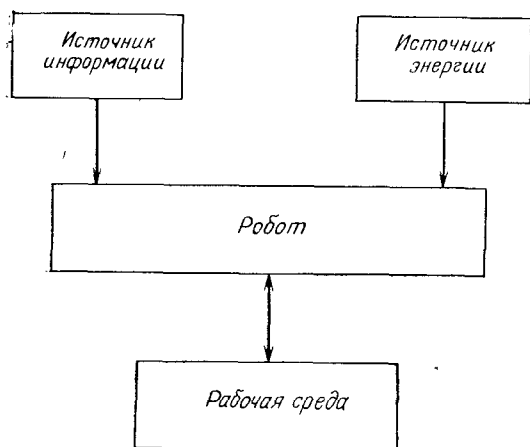 Источник
информации
Источник
энергии
Робот
Рабочая среда